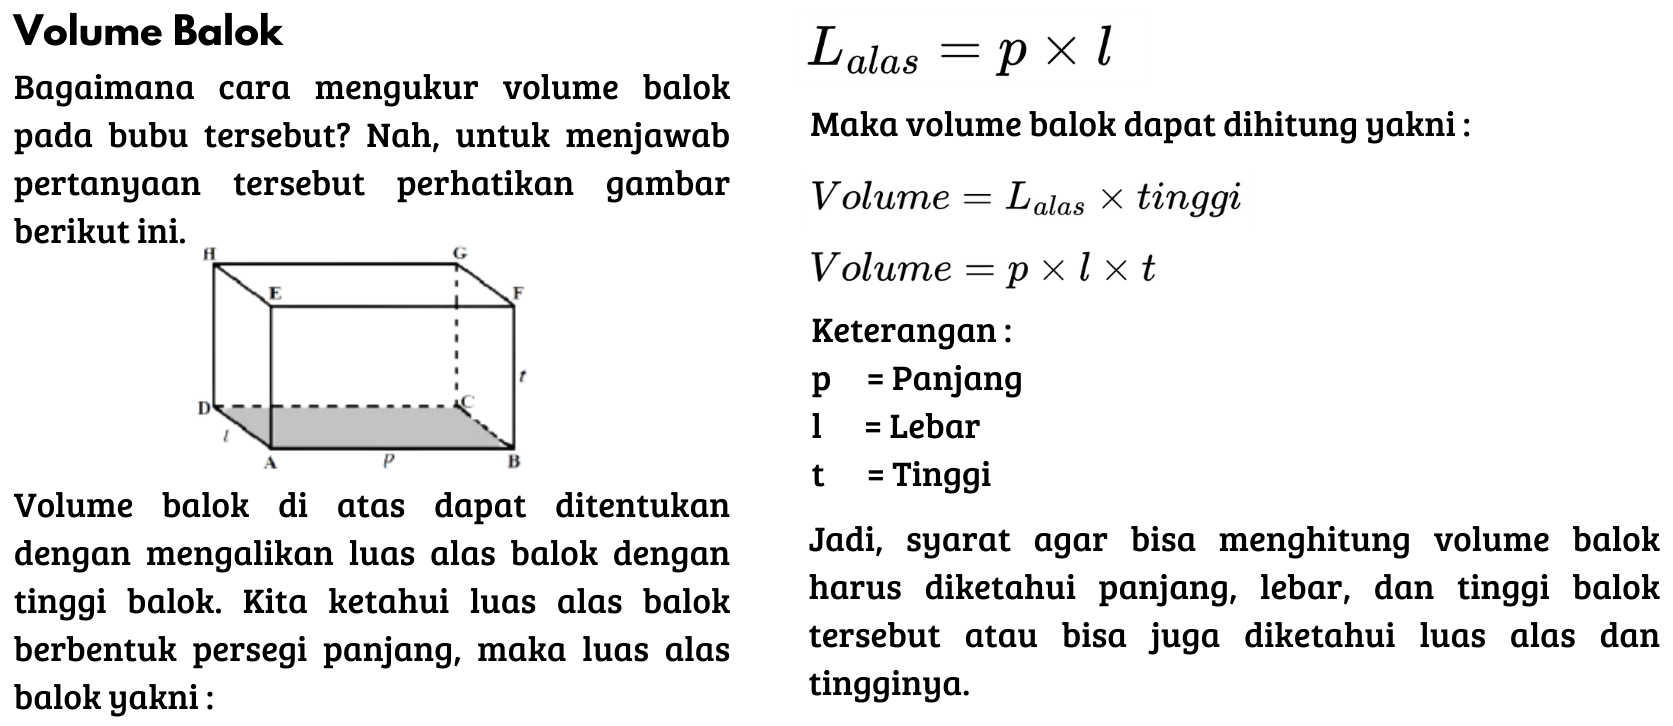 Volume Balok
Bagaimana cara mengukur volume balok
pada bubu tersebut? Nah, untuk menjawab
pertanyaan tersebut perhatikan gambar
berikut ini.
H
G
E
F
t
D
C
l
A
p
B
Volume balok di atas dapat ditentukan
dengan mengalikan luas alas balok dengan
tinggi balok. Kita ketahui luas alas balok
berbentuk persegi panjang, maka luas alas
balok yakni :
L_{alas} = p × l
Maka volume balok dapat dihitung yakni :
Volume = L_{alas} × tinggi
Volume = p × l × t
Keterangan :
p = Panjang
l = Lebar
t = Tinggi
Jadi, syarat agar bisa menghitung volume balok
harus diketahui panjang, lebar, dan tinggi balok
tersebut atau bisa juga diketahui luas alas dan
tingginya.